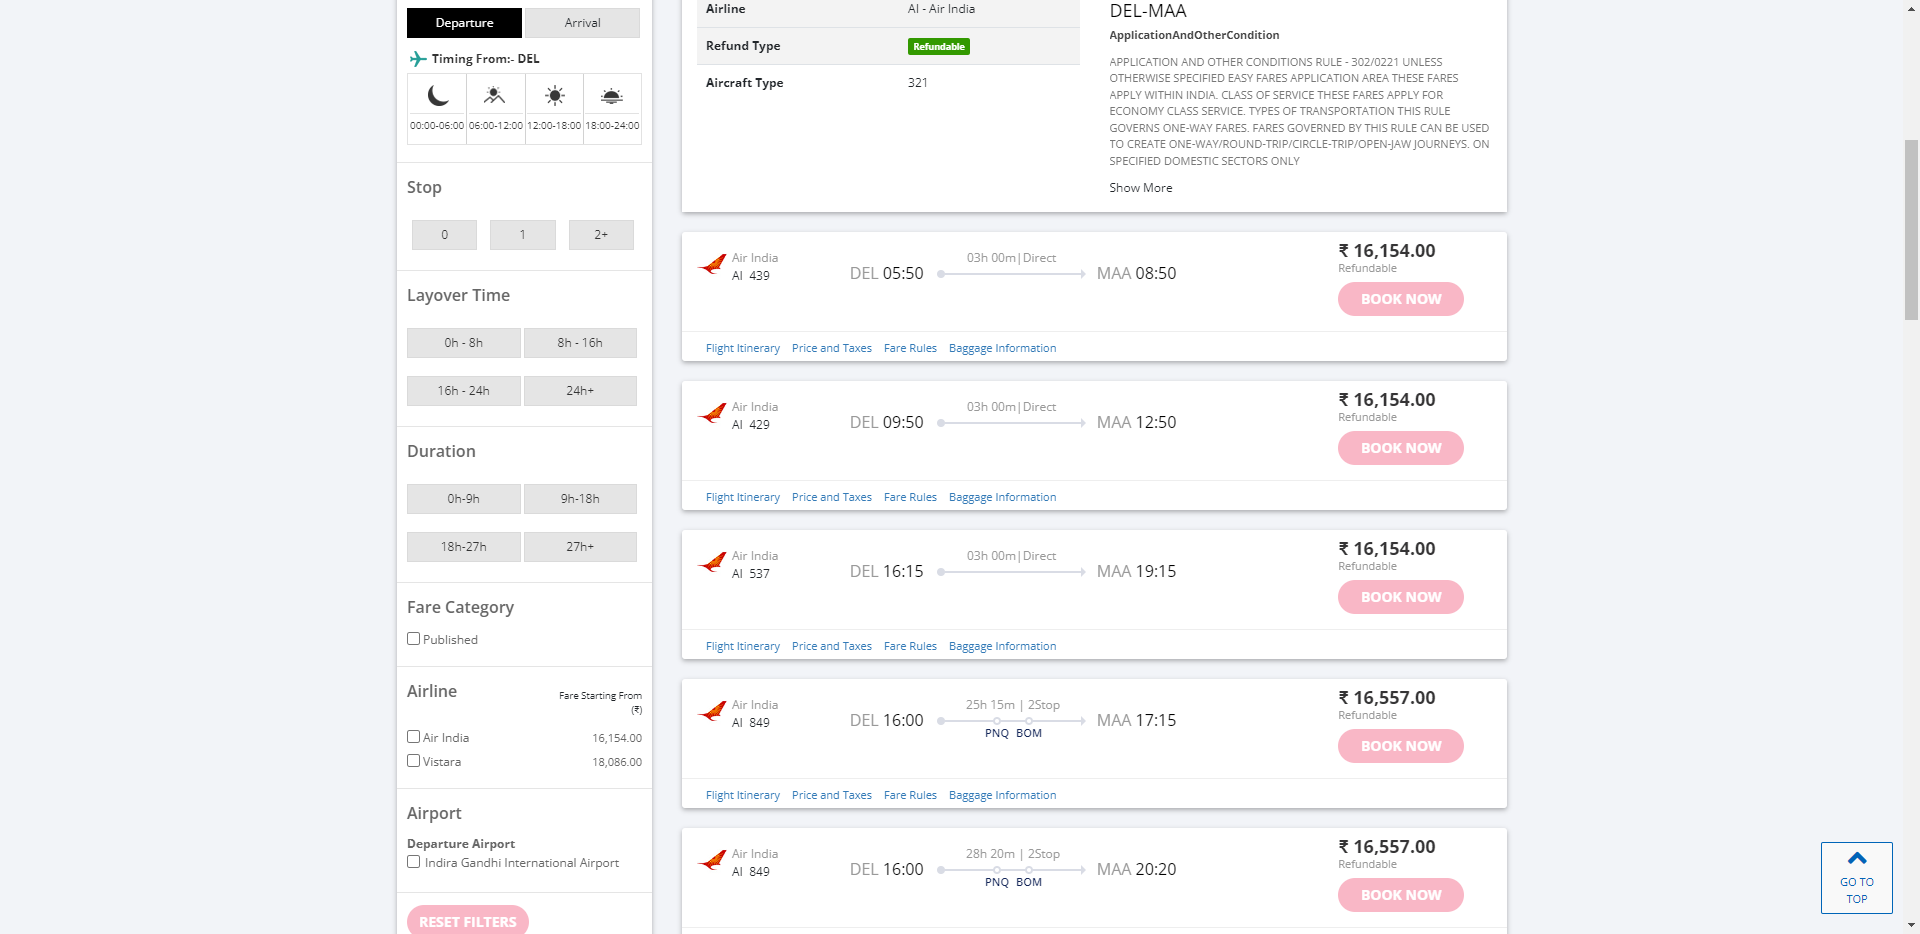 Departure
Arrival
Timing From:- DEL
00:00-06:00 06:00-12:00 12:00-18:00 18:00-24:00
Stop
0 1 2+
Layover Time
0h - 8h 8h - 16h
16h - 24h 24h+
Duration
0h-9h 9h-18h
18h-27h 27h+
Fare Category
Published
Airline Fare Starting From
(₹)
Air India 16,154.00
Vistara 18,086.00
Airport
Departure Airport
Indira Gandhi International Airport
RESET FILTERS
Airline AI - Air India
Refund Type Refundable
Aircraft Type 321
DEL-MAA
ApplicationAndOtherCondition
APPLICATION AND OTHER CONDITIONS RULE - 302/0221 UNLESS
OTHERWISE SPECIFIED EASY FARES APPLICATION AREA THESE FARES
APPLY WITHIN INDIA. CLASS OF SERVICE THESE FARES APPLY FOR
ECONOMY CLASS SERVICE. TYPES OF TRANSPORTATION THIS RULE
GOVERNS ONE-WAY FARES. FARES GOVERNED BY THIS RULE CAN BE USED
TO CREATE ONE-WAY/ROUND-TRIP/CIRCLE-TRIP/OPEN-JAW JOURNEYS. ON
SPECIFIED DOMESTIC SECTORS ONLY
Show More
Air India
AI 439
DEL 05:50
03h 00m|Direct
MAA 08:50
₹ 16,154.00
Refundable
BOOK NOW
Flight Itinerary Price and Taxes Fare Rules Baggage Information
Air India
AI 429
DEL 09:50
03h 00m|Direct
MAA 12:50
₹ 16,154.00
Refundable
BOOK NOW
Flight Itinerary Price and Taxes Fare Rules Baggage Information
Air India
AI 537
DEL 16:15
03h 00m|Direct
MAA 19:15
₹ 16,154.00
Refundable
BOOK NOW
Flight Itinerary Price and Taxes Fare Rules Baggage Information
Air India
AI 849
DEL 16:00
25h 15m | 2Stop
PNQ BOM
MAA 17:15
₹ 16,557.00
Refundable
BOOK NOW
Flight Itinerary Price and Taxes Fare Rules Baggage Information
Air India
AI 849
DEL 16:00
28h 20m | 2Stop
PNQ BOM
MAA 20:20
₹ 16,557.00
Refundable
BOOK NOW
GO TO
TOP